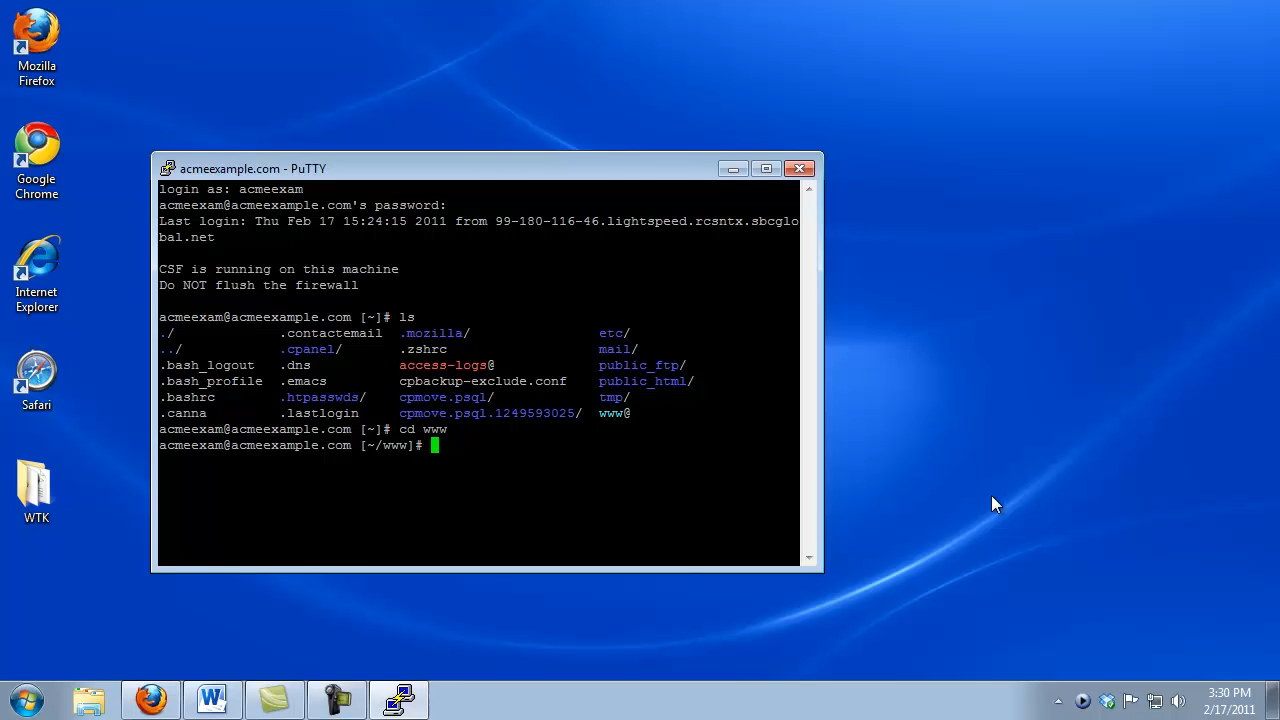 Mozilla
Firefox
Google
Chrome
Internet
Explorer
Safari
WTK
acmeexample.com - PuTTY
login as: acmeexam
acmeexam@acmeexample.com's password:
Last login: Thu Feb 17 15:24:15 2011 from 99-180-116-46.lightspeed.rcsntx.sbcglo
bal.net
CSF is running on this machine
Do NOT flush the firewall
acmeexam@acmeexample.com [~]# ls
./ .contactemail .mozilla/ etc/
../ .cpanel/ .zshrc mail/
.bash_logout .dns access-logs@ public_ftp/
.bash_profile .emacs cpbackup-exclude.conf public_html/
.bashrc .htpasswds/ cpmove.psql/ tmp/
.canna .lastlogin cpmove.psql.1249593025/ www@
acmeexam@acmeexample.com [~]# cd www
acmeexam@acmeexample.com [~/www]#
3:30 PM
2/17/2011